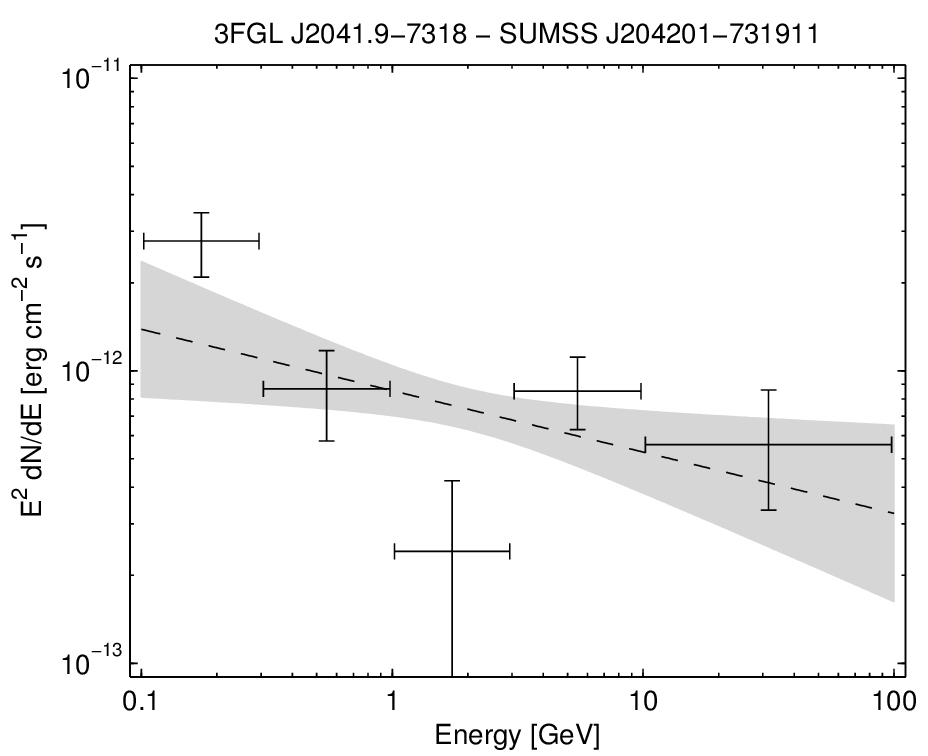 3FGL J2041.9−7318 − SUMSS J204201−731911
10⁻¹¹
10⁻¹²
10⁻¹³
E² dN/dE [erg cm⁻² s⁻¹]
0.1 1 10 100
Energy [GeV]